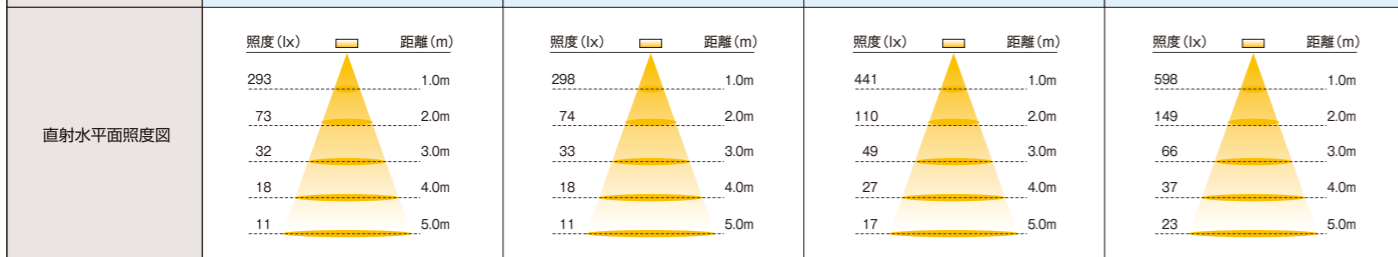 直射水平面照度図
照度(lx) 距離(m)
293 1.0m
73 2.0m
32 3.0m
18 4.0m
11 5.0m
照度(lx) 距離(m)
298 1.0m
74 2.0m
33 3.0m
18 4.0m
11 5.0m
照度(lx) 距離(m)
441 1.0m
110 2.0m
49 3.0m
27 4.0m
17 5.0m
照度(lx) 距離(m)
598 1.0m
149 2.0m
66 3.0m
37 4.0m
23 5.0m